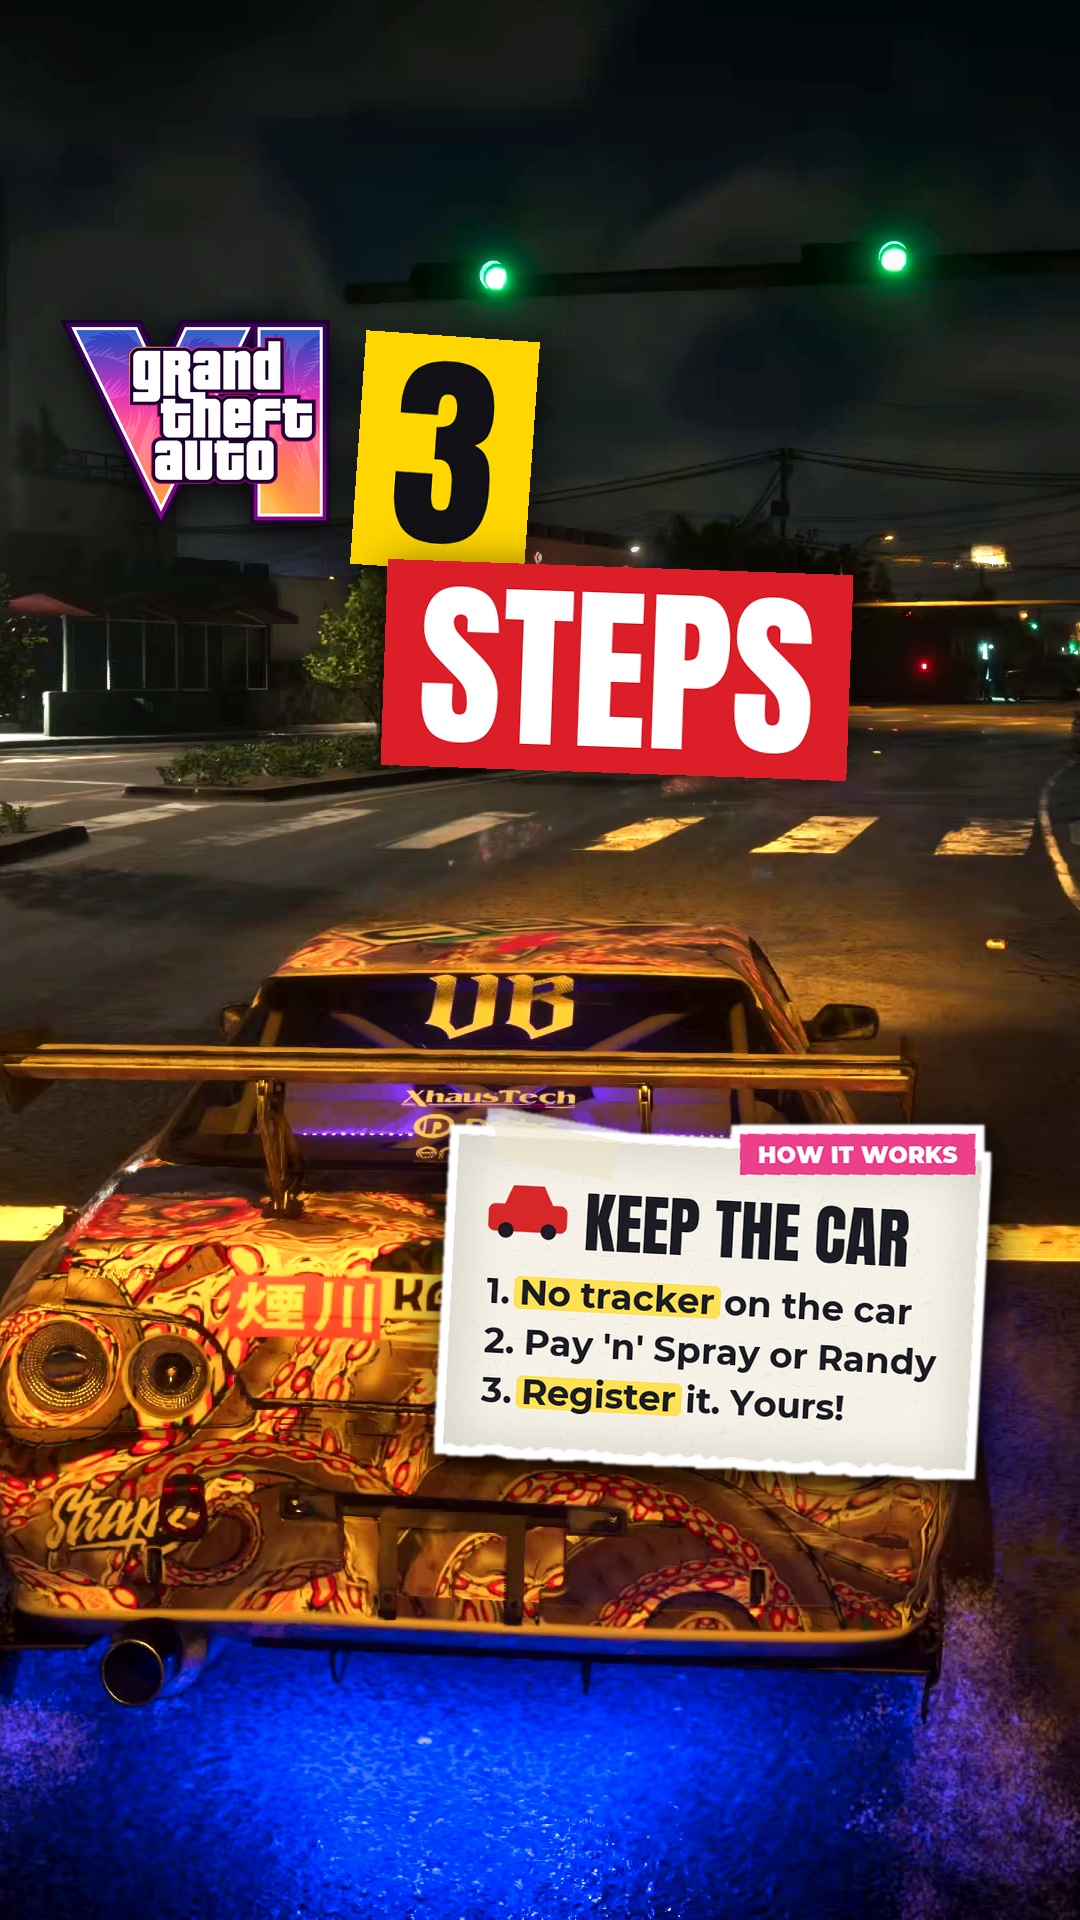 grand
theft
auto
VI
3
STEPS
UB
XhausTech
HOW IT WORKS
KEEP THE CAR
1. No tracker on the car
2. Pay 'n' Spray or Randy
3. Register it. Yours!
煙川